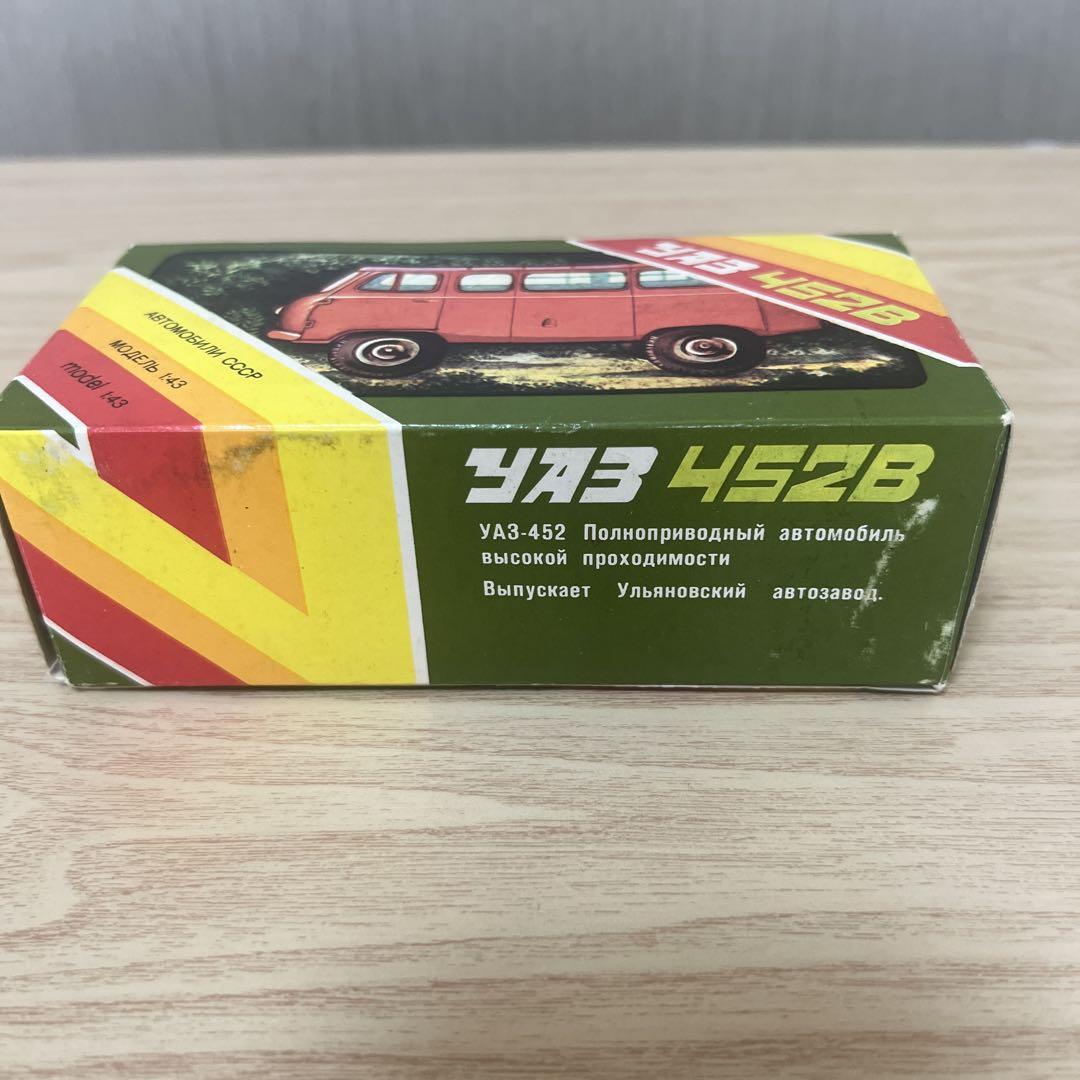 УАЗ 452В
АВТОМОБИЛИ СССР
МОДЕЛЬ 1:43
model 1:43
УАЗ 452В
УАЗ-452 Полноприводный автомобиль
высокой проходимости
Выпускает Ульяновский автозавод.